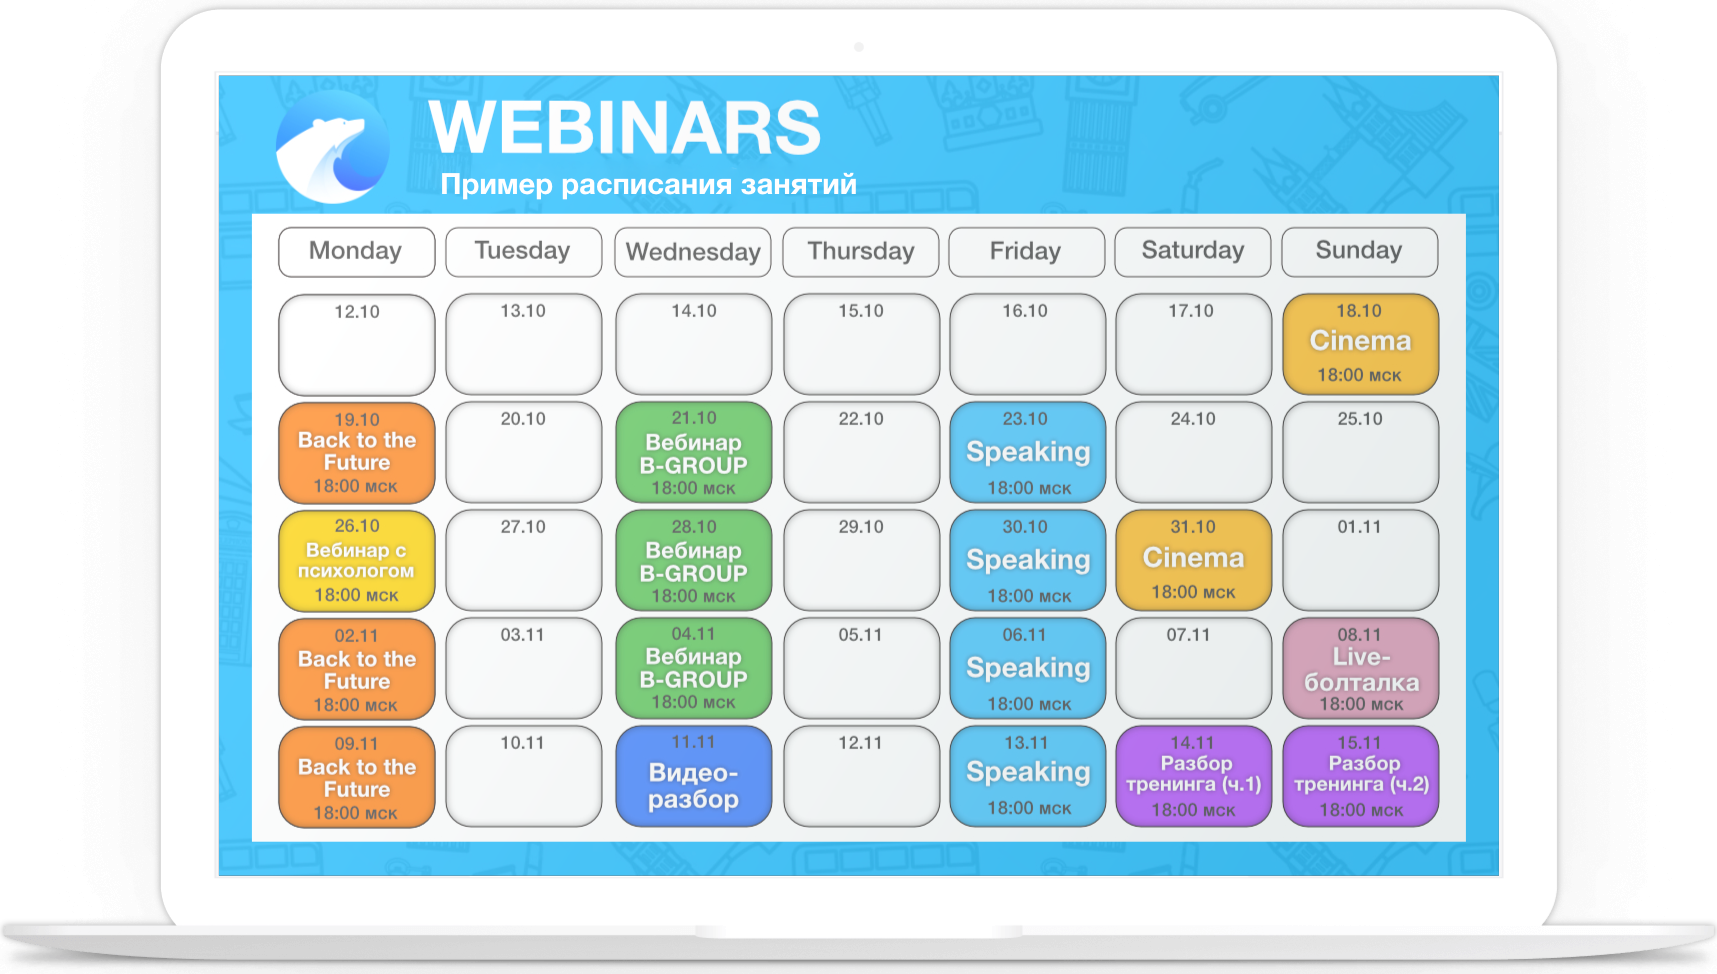 WEBINARS
Пример расписания занятий
Monday Tuesday Wednesday Thursday Friday Saturday Sunday
12.10 13.10 14.10 15.10 16.10 17.10 18.10
Cinema
18:00 мск
19.10 20.10 21.10 22.10 23.10 24.10 25.10
Back to the Вебинар Speaking
Future B-GROUP
18:00 мск 18:00 мск 18:00 мск
26.10 27.10 28.10 29.10 30.10 31.10 01.11
Вебинар с Вебинар Speaking Cinema
психологом B-GROUP
18:00 мск 18:00 мск 18:00 мск 18:00 мск
02.11 03.11 04.11 05.11 06.11 07.11 08.11
Back to the Вебинар Speaking Live-
Future B-GROUP болталка
18:00 мск 18:00 мск 18:00 мск 18:00 мск
09.11 10.11 11.11 12.11 13.11 14.11 15.11
Back to the Видео- Speaking Разбор Разбор
Future разбор тренинга (ч.1) тренинга (ч.2)
18:00 мск 18:00 мск 18:00 мск 18:00 мск